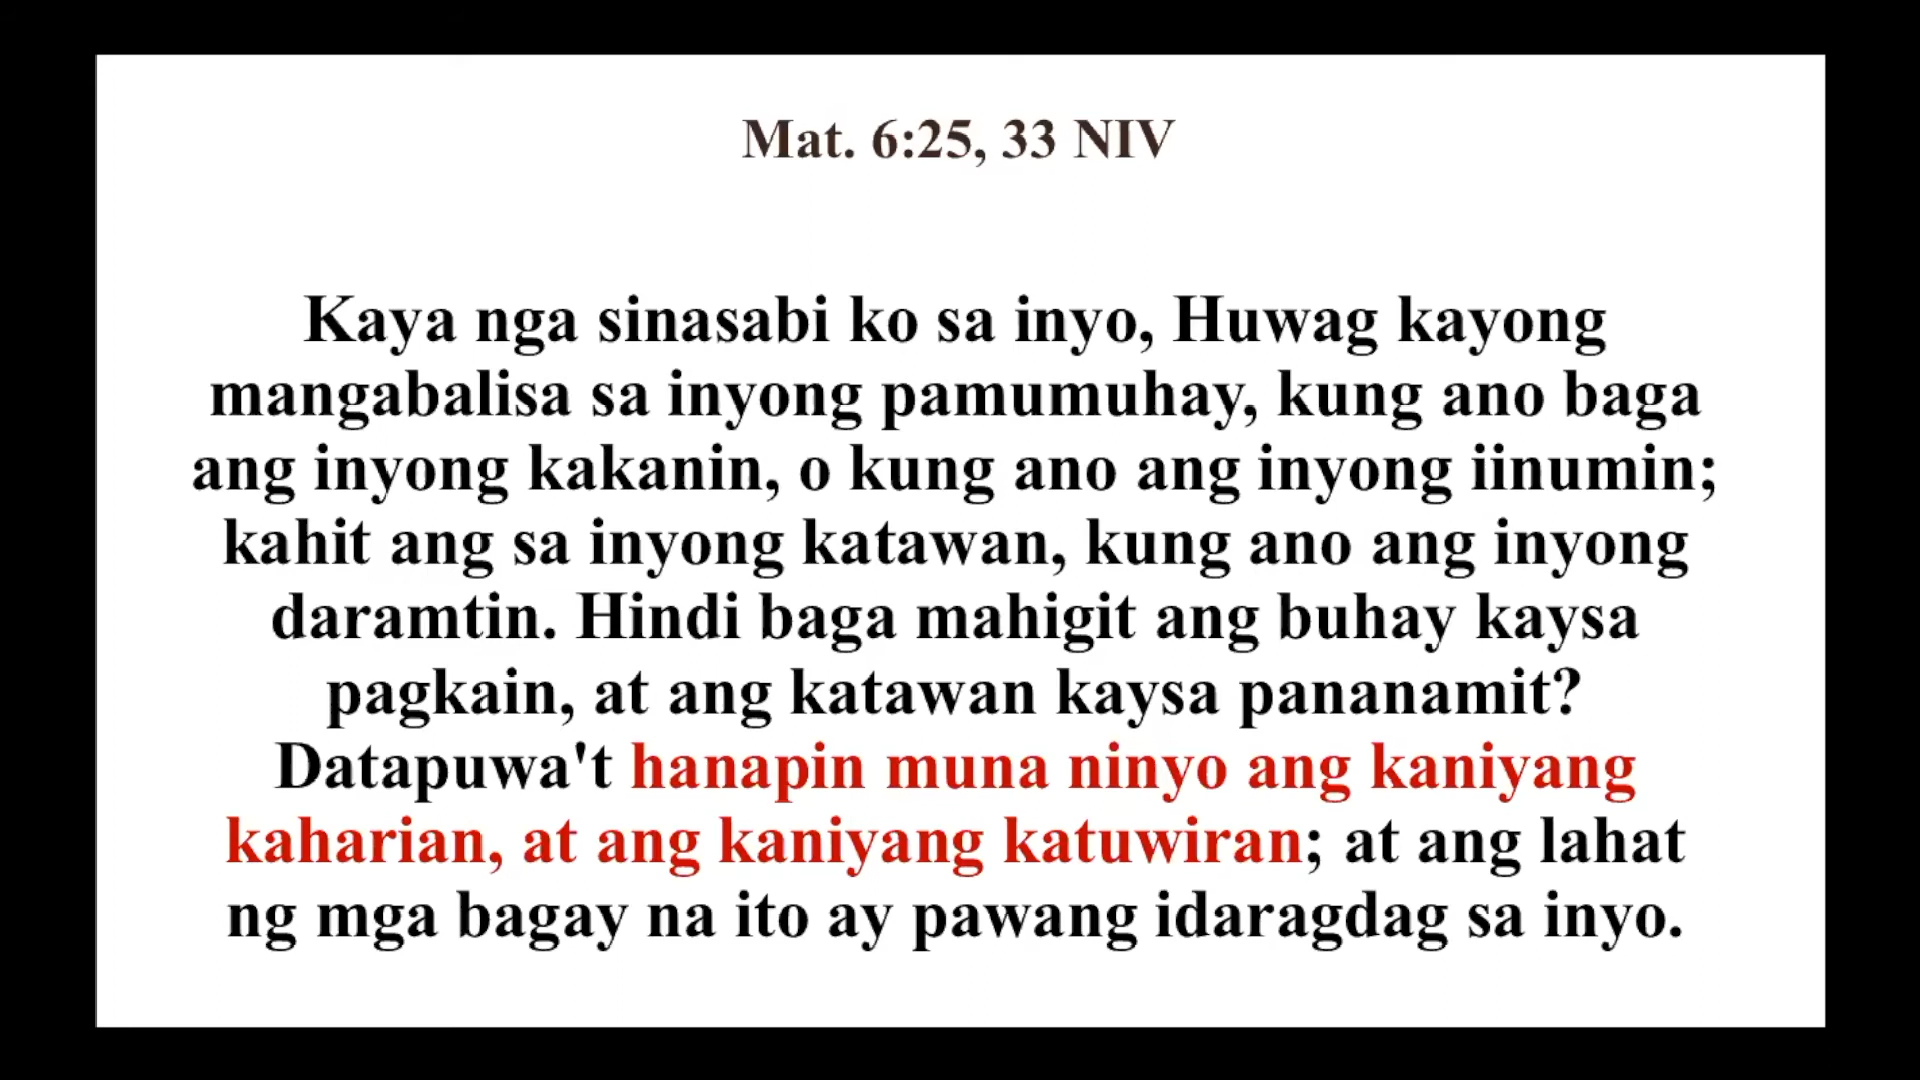 Mat. 6:25, 33 NIV
Kaya nga sinasabi ko sa inyo, Huwag kayong
mangabalisa sa inyong pamumuhay, kung ano baga
ang inyong kakanin, o kung ano ang inyong iinumin;
kahit ang sa inyong katawan, kung ano ang inyong
daramtin. Hindi baga mahigit ang buhay kaysa
pagkain, at ang katawan kaysa pananamit?
Datapuwa't hanapin muna ninyo ang kaniyang
kaharian, at ang kaniyang katuwiran; at ang lahat
ng mga bagay na ito ay pawang idaragdag sa inyo.